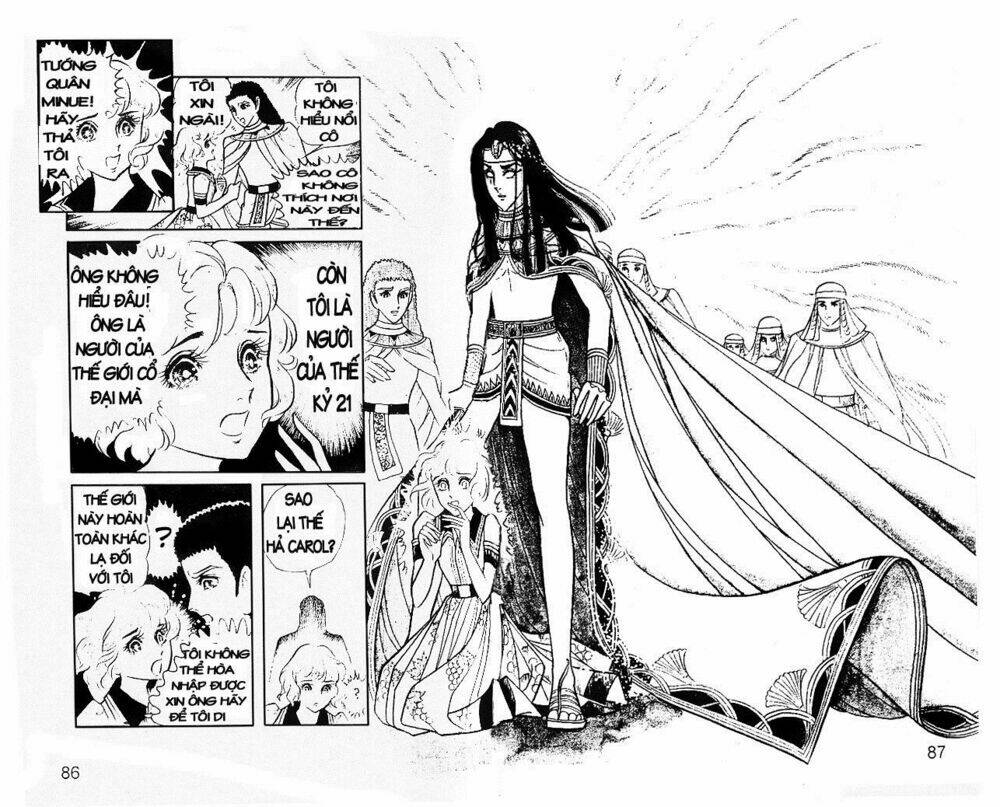 TƯỚNG
QUÂN
MINUE!
HÃY
THẢ
TÔI
RA
TÔI
XIN
NGÀI!
TÔI
KHÔNG
HIỂU NỔI
CÔ
SAO CÔ
KHÔNG
THÍCH NƠI
NÀY ĐẾN
THẾ?
ÔNG KHÔNG
HIỂU ĐÂU!
ÔNG LÀ
NGƯỜI CỦA
THẾ GIỚI CỔ
ĐẠI MÀ
CÒN
TÔI LÀ
NGƯỜI
CỦA THẾ
KỶ 21
THẾ GIỚI
NÀY HOÀN
TOÀN KHÁC
LẠ ĐỐI
VỚI TÔI
?
TÔI KHÔNG
THỂ HÒA
NHẬP ĐƯỢC
XIN ÔNG HÃY
ĐỂ TÔI DI
SAO
LẠI THẾ
HẢ CAROL?
?
86
87